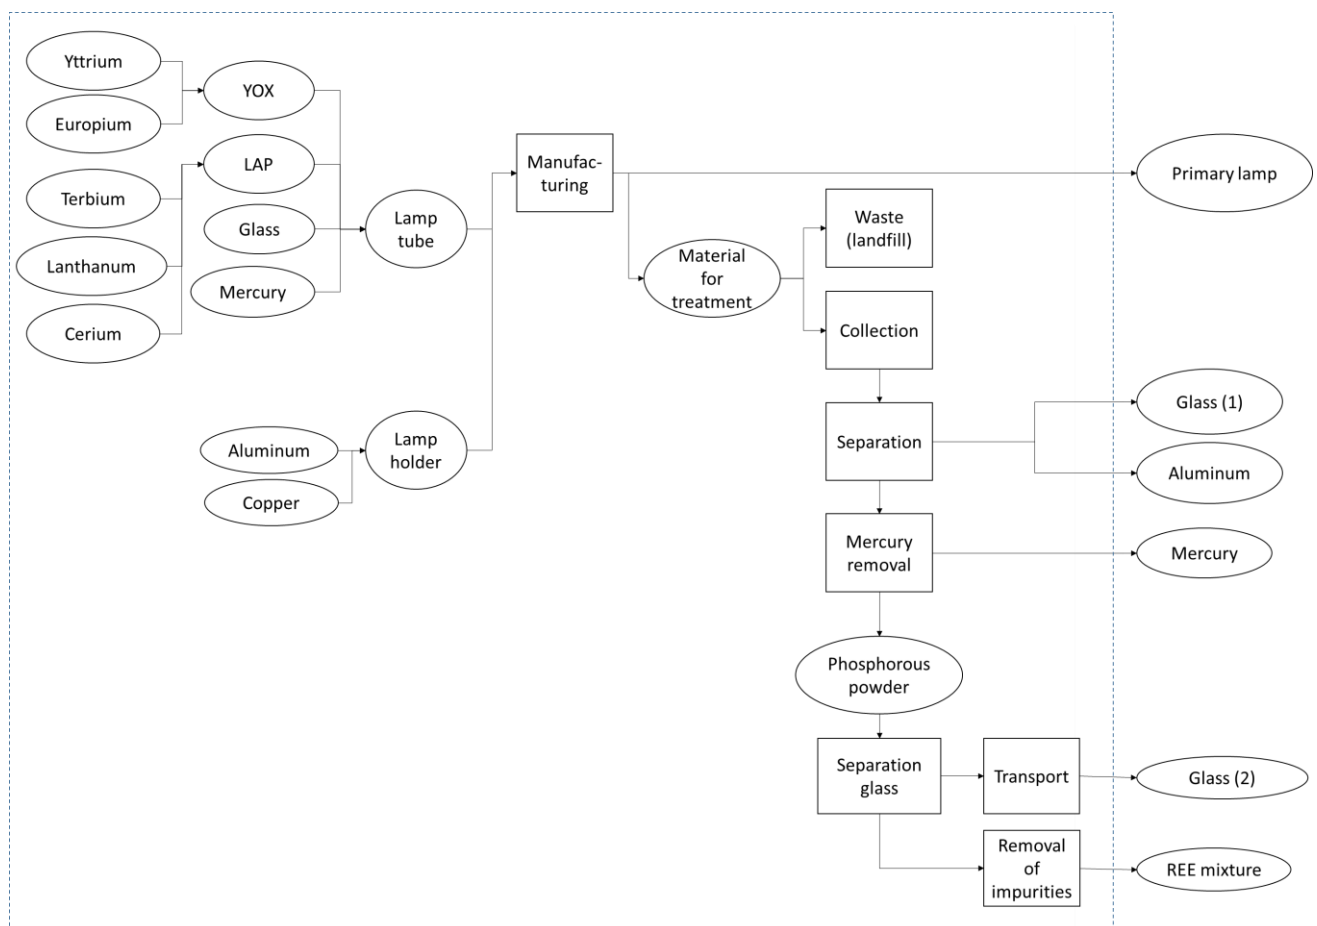 Yttrium
Europium
Terbium
Lanthanum
Cerium
YOX
LAP
Glass
Mercury
Lamp
tube
Aluminum
Copper
Lamp
holder
Manufac-
turing
Primary lamp
Material
for
treatment
Waste
(landfill)
Collection
Separation
Glass (1)
Aluminum
Mercury
removal
Mercury
Phosphorous
powder
Separation
glass
Transport
Glass (2)
Removal
of
impurities
REE mixture